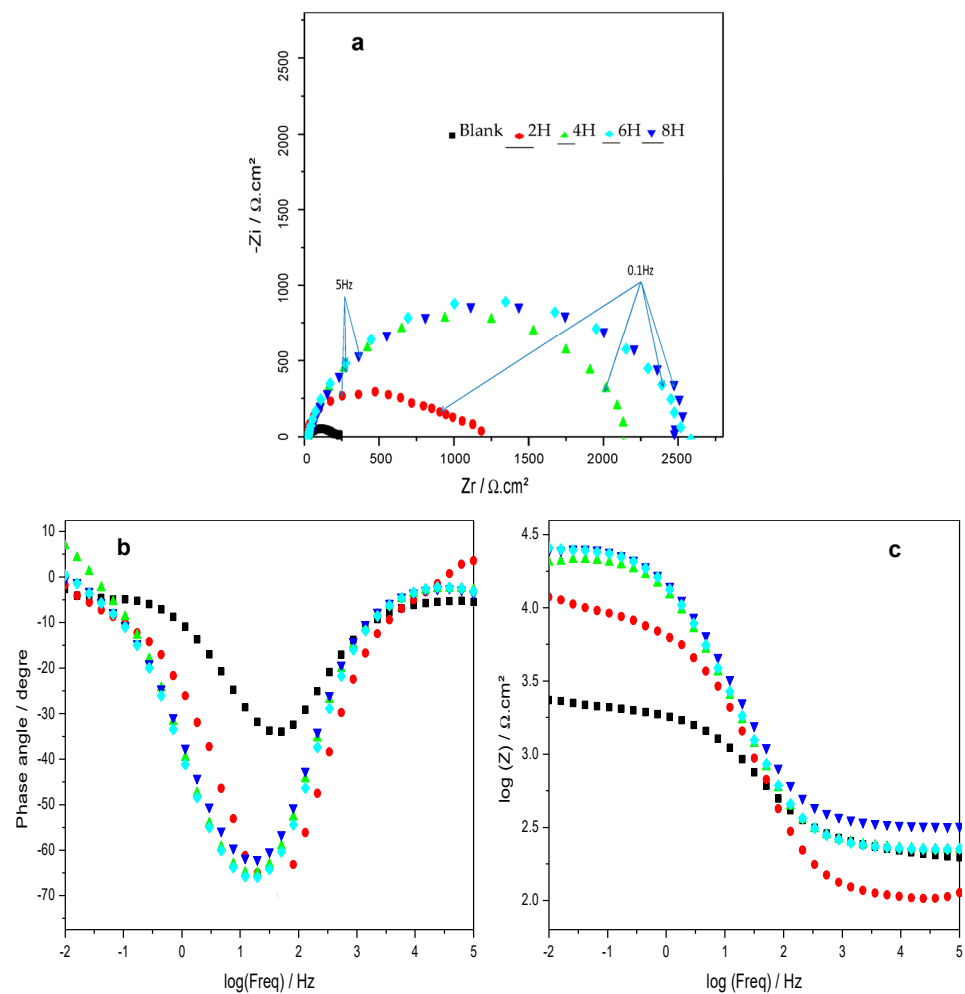 a
2500
2000
1500
1000
500
0
-Zi / Ω.cm²
Blank 2H 4H 6H 8H
5Hz
0.1Hz
0 500 1000 1500 2000 2500
Zr / Ω.cm²
b
10
0
-10
-20
-30
-40
-50
-60
-70
Phase angle / degre
-2 -1 0 1 2 3 4 5
log(Freq) / Hz
c
4.5
4.0
3.5
3.0
2.5
2.0
log (Z) / Ω.cm²
-2 -1 0 1 2 3 4 5
log (Freq) / Hz